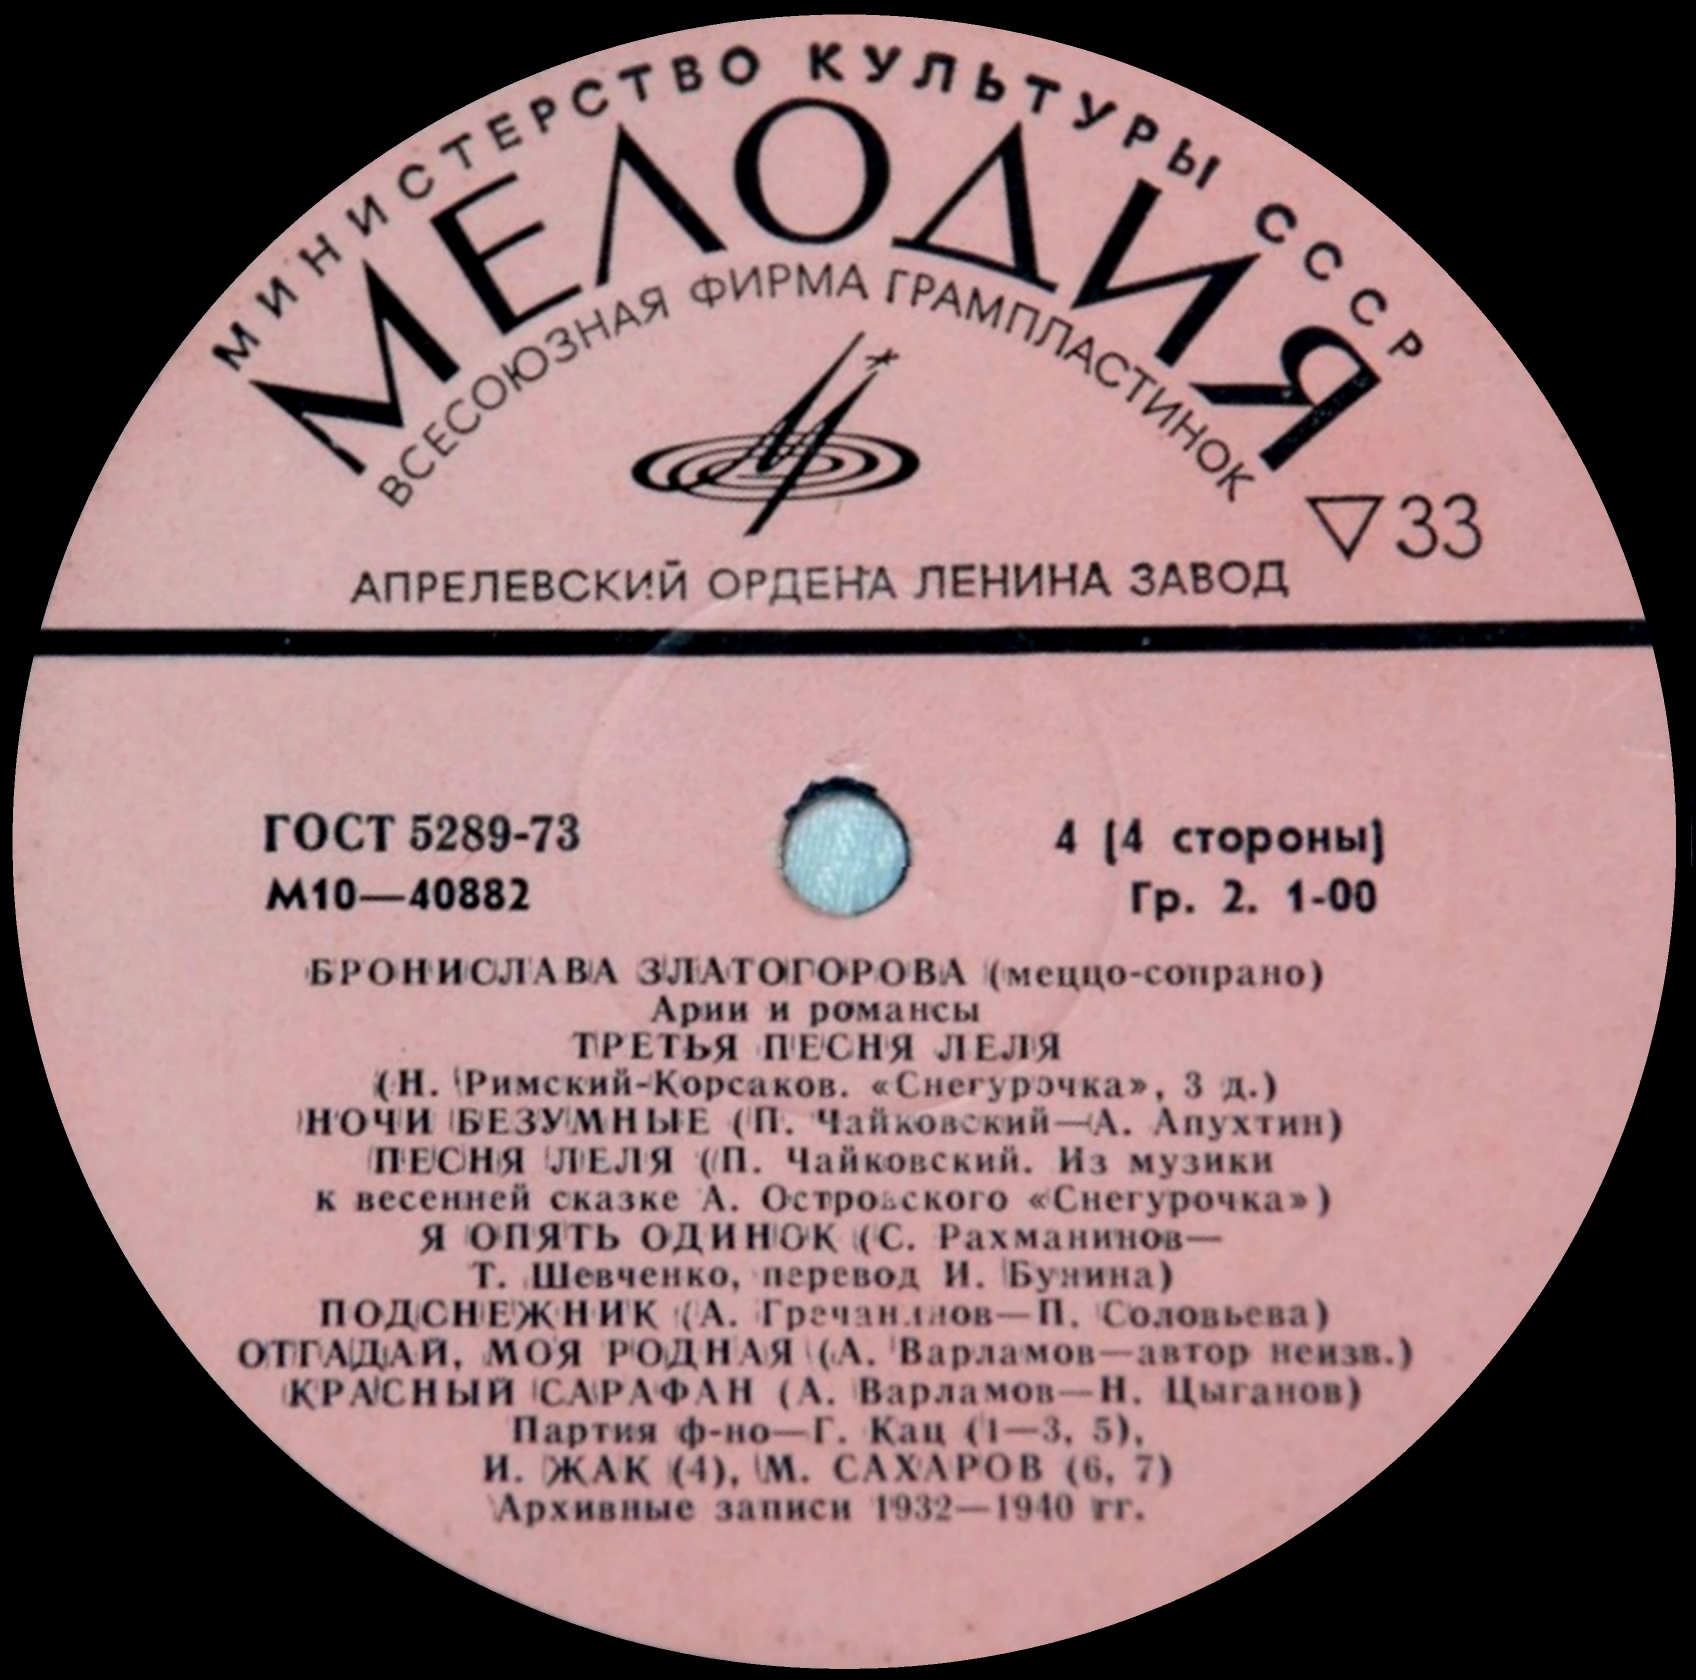 МИНИСТЕРСТВО КУЛЬТУРЫ СССР
МЕЛОДИЯ
ВСЕСОЮЗНАЯ ФИРМА ГРАМПЛАСТИНОК
33
АПРЕЛЕВСКИЙ ОРДЕНА ЛЕНИНА ЗАВОД
ГОСТ 5289-73
4 (4 стороны)
М10—40882
Гр. 2. 1-00
БРОНИСЛАВА ЗЛАТОГОРОВА (меццо-сопрано)
Арии и романсы
ТРЕТЬЯ ПЕСНЯ ЛЕЛЯ
(Н. Римский-Корсаков. «Снегурочка», 3 д.)
НОЧИ БЕЗУМНЫЕ (П. Чайковский—А. Апухтин)
ПЕСНЯ ЛЕЛЯ (П. Чайковский. Из музыки
к весенней сказке А. Островского «Снегурочка»)
Я ОПЯТЬ ОДИНОК (С. Рахманинов—
Т. Шевченко, перевод И. Бунина)
ПОДСНЕЖНИК (А. Гречанинов—П. Соловьева)
ОТГАДАЙ, МОЯ РОДНАЯ (А. Варламов—автор неизв.)
КРАСНЫЙ САРАФАН (А. Варламов—Н. Цыганов)
Партия ф-но—Г. Кац (1—3, 5),
И. ЖАК (4), М. САХАРОВ (6, 7)
Архивные записи 1932—1940 гг.